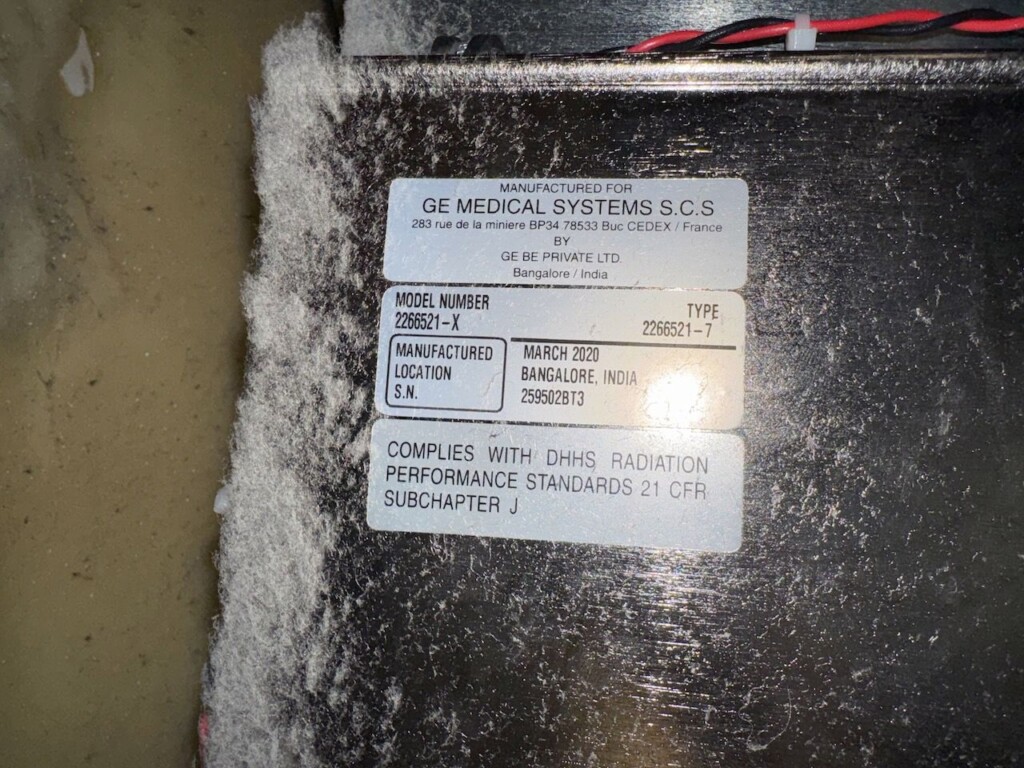 MANUFACTURED FOR
GE MEDICAL SYSTEMS S.C.S
283 rue de la miniere BP34 78533 Buc CEDEX / France
BY
GE BE PRIVATE LTD.
Bangalore / India
MODEL NUMBER TYPE
2266521-X 2266521-7
MANUFACTURED MARCH 2020
LOCATION BANGALORE, INDIA
S.N. 259502BT3
COMPLIES WITH DHHS RADIATION
PERFORMANCE STANDARDS 21 CFR
SUBCHAPTER J